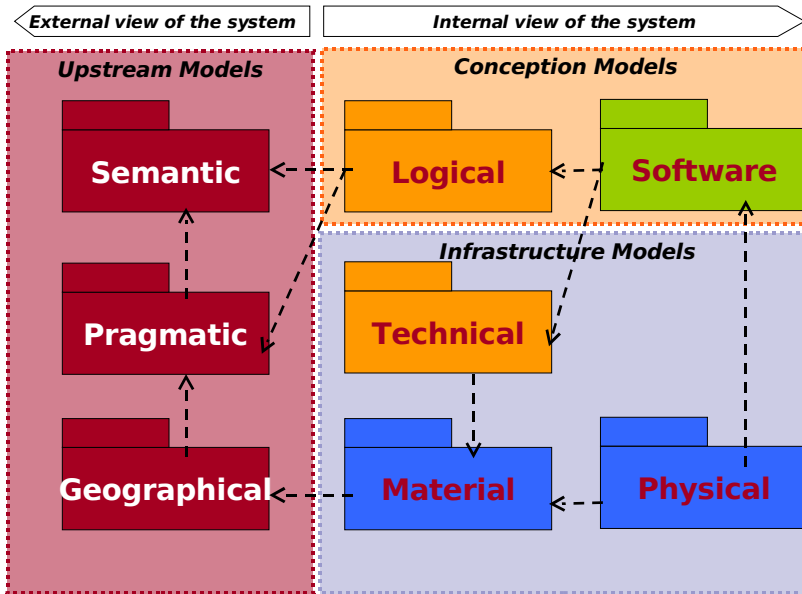 External view of the system
Internal view of the system
Upstream Models
Conception Models
Semantic
Logical
Software
Infrastructure Models
Pragmatic
Technical
Geographical
Material
Physical